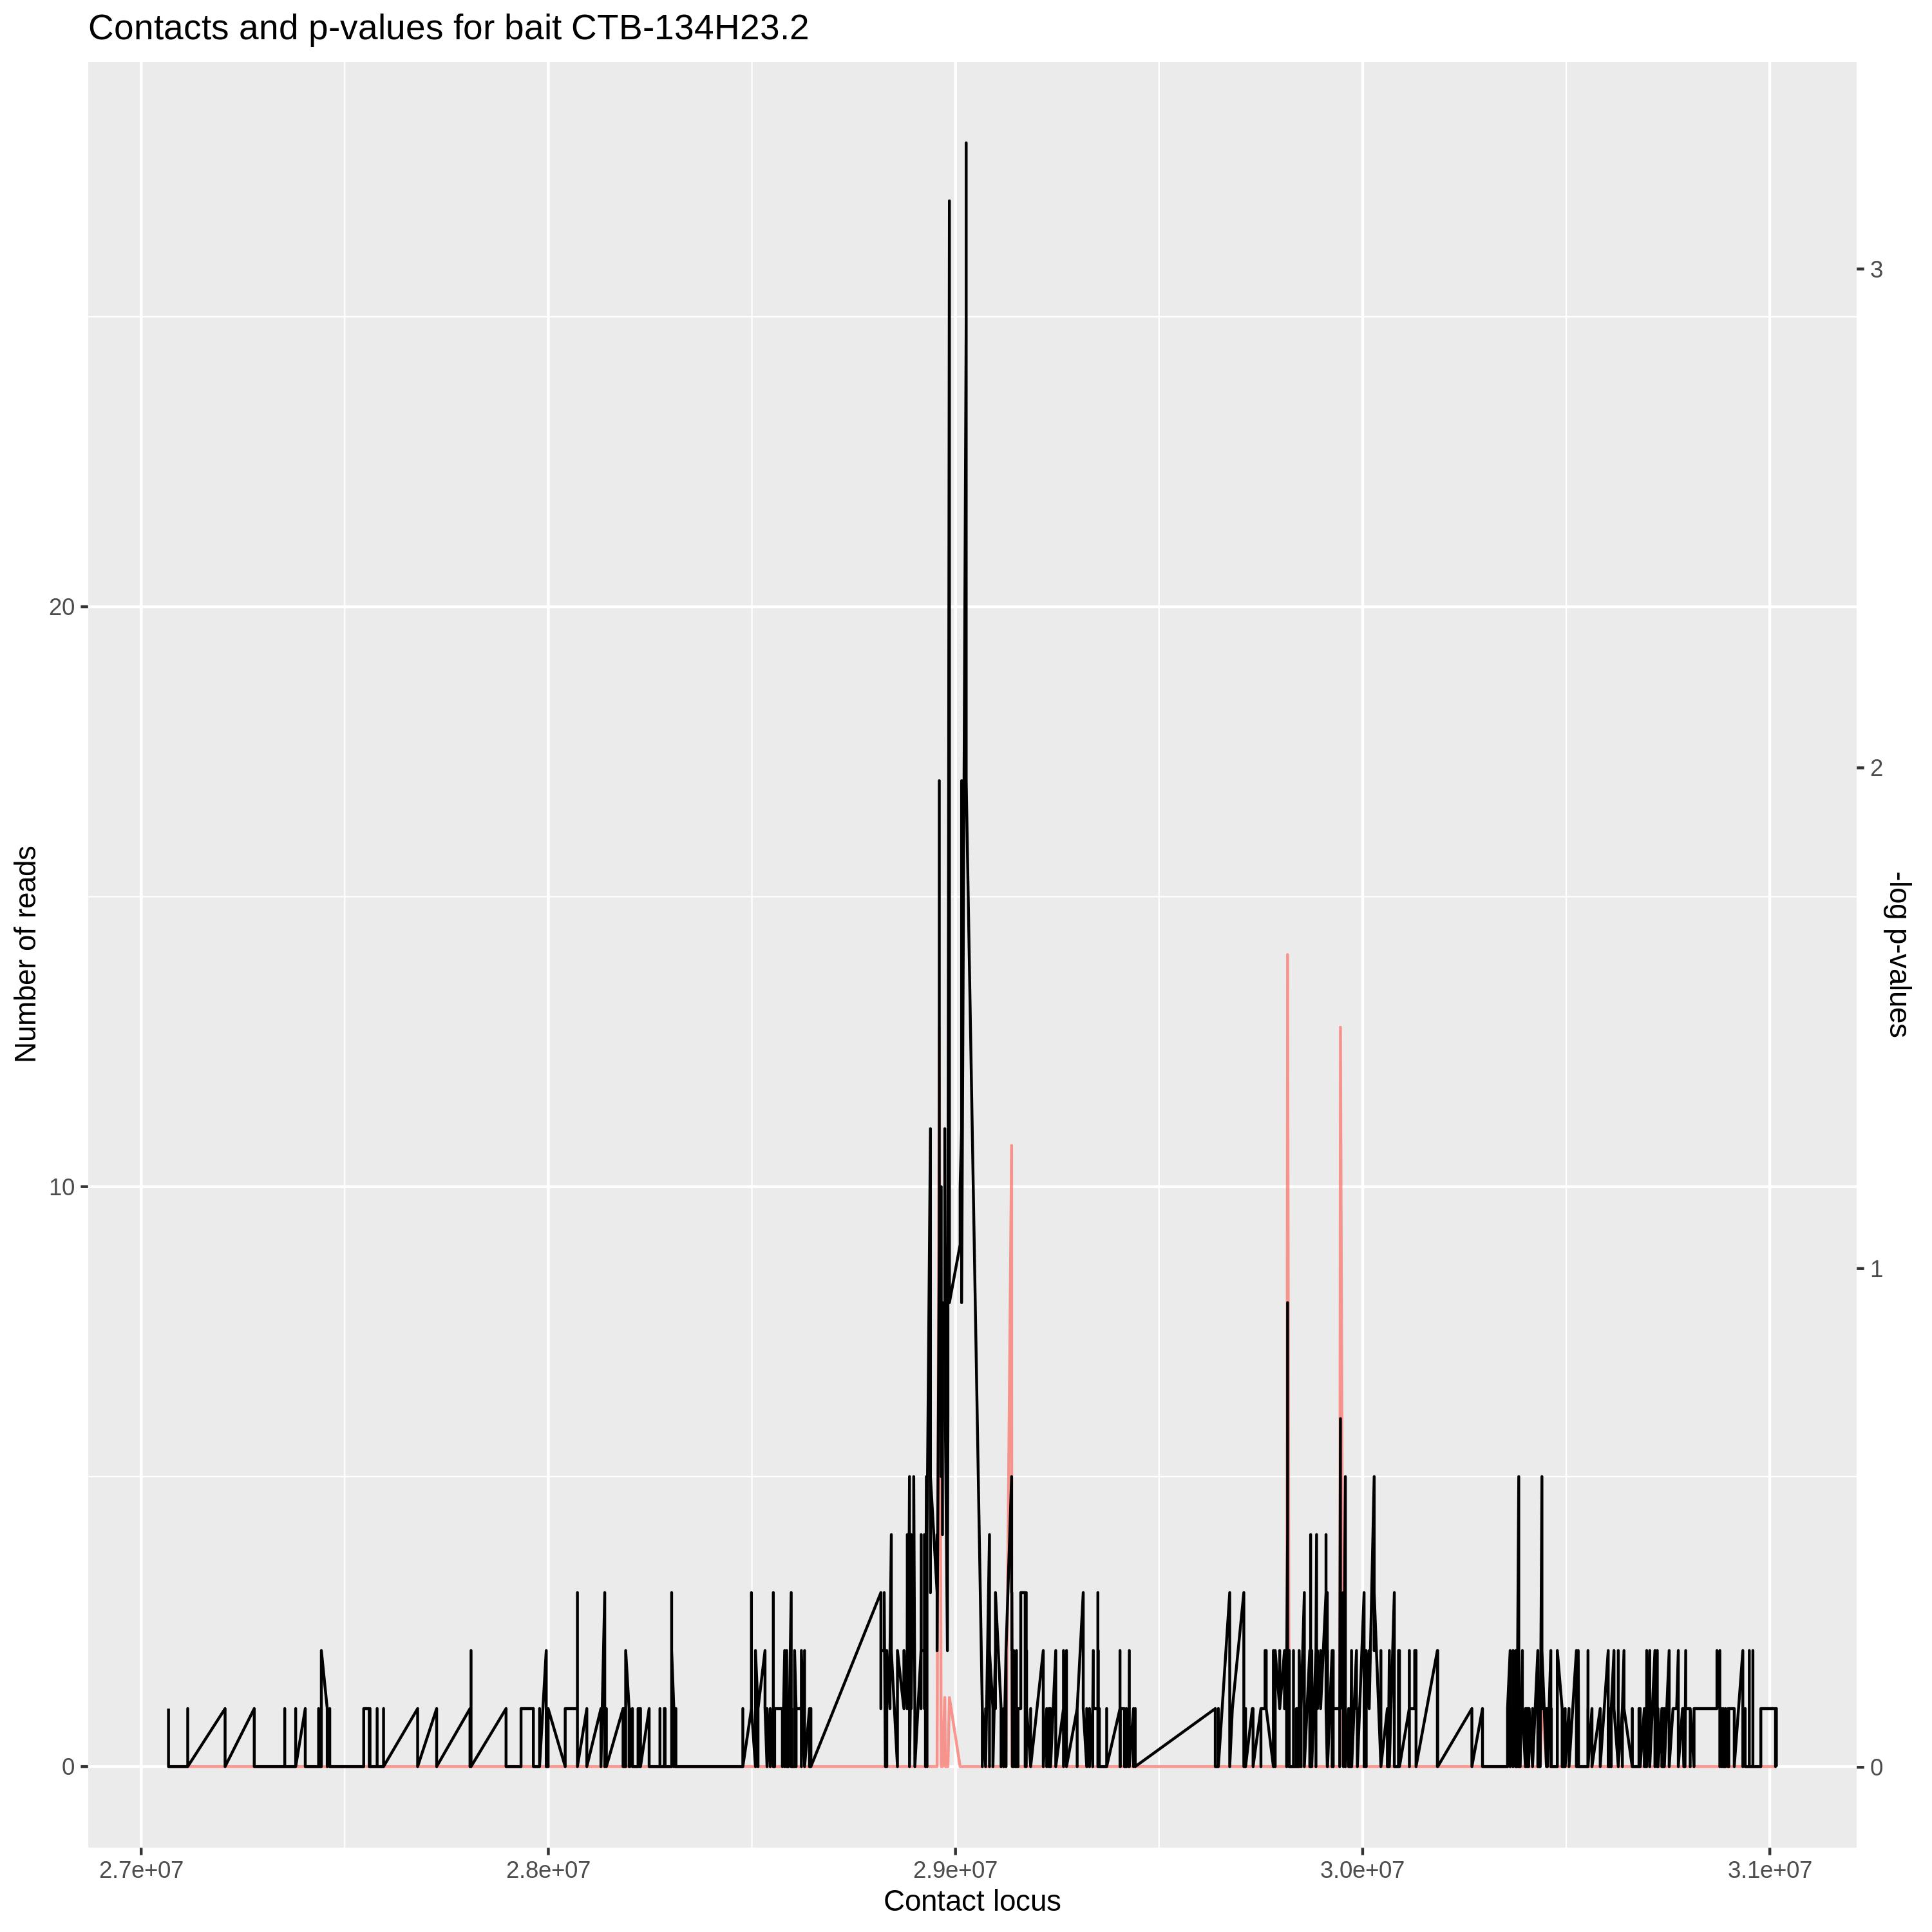 Contacts and p-values for bait CTB-134H23.2
Number of reads
20
10
0
3
2
1
0
-log p-values
2.7e+07
2.8e+07
2.9e+07
3.0e+07
3.1e+07
Contact locus